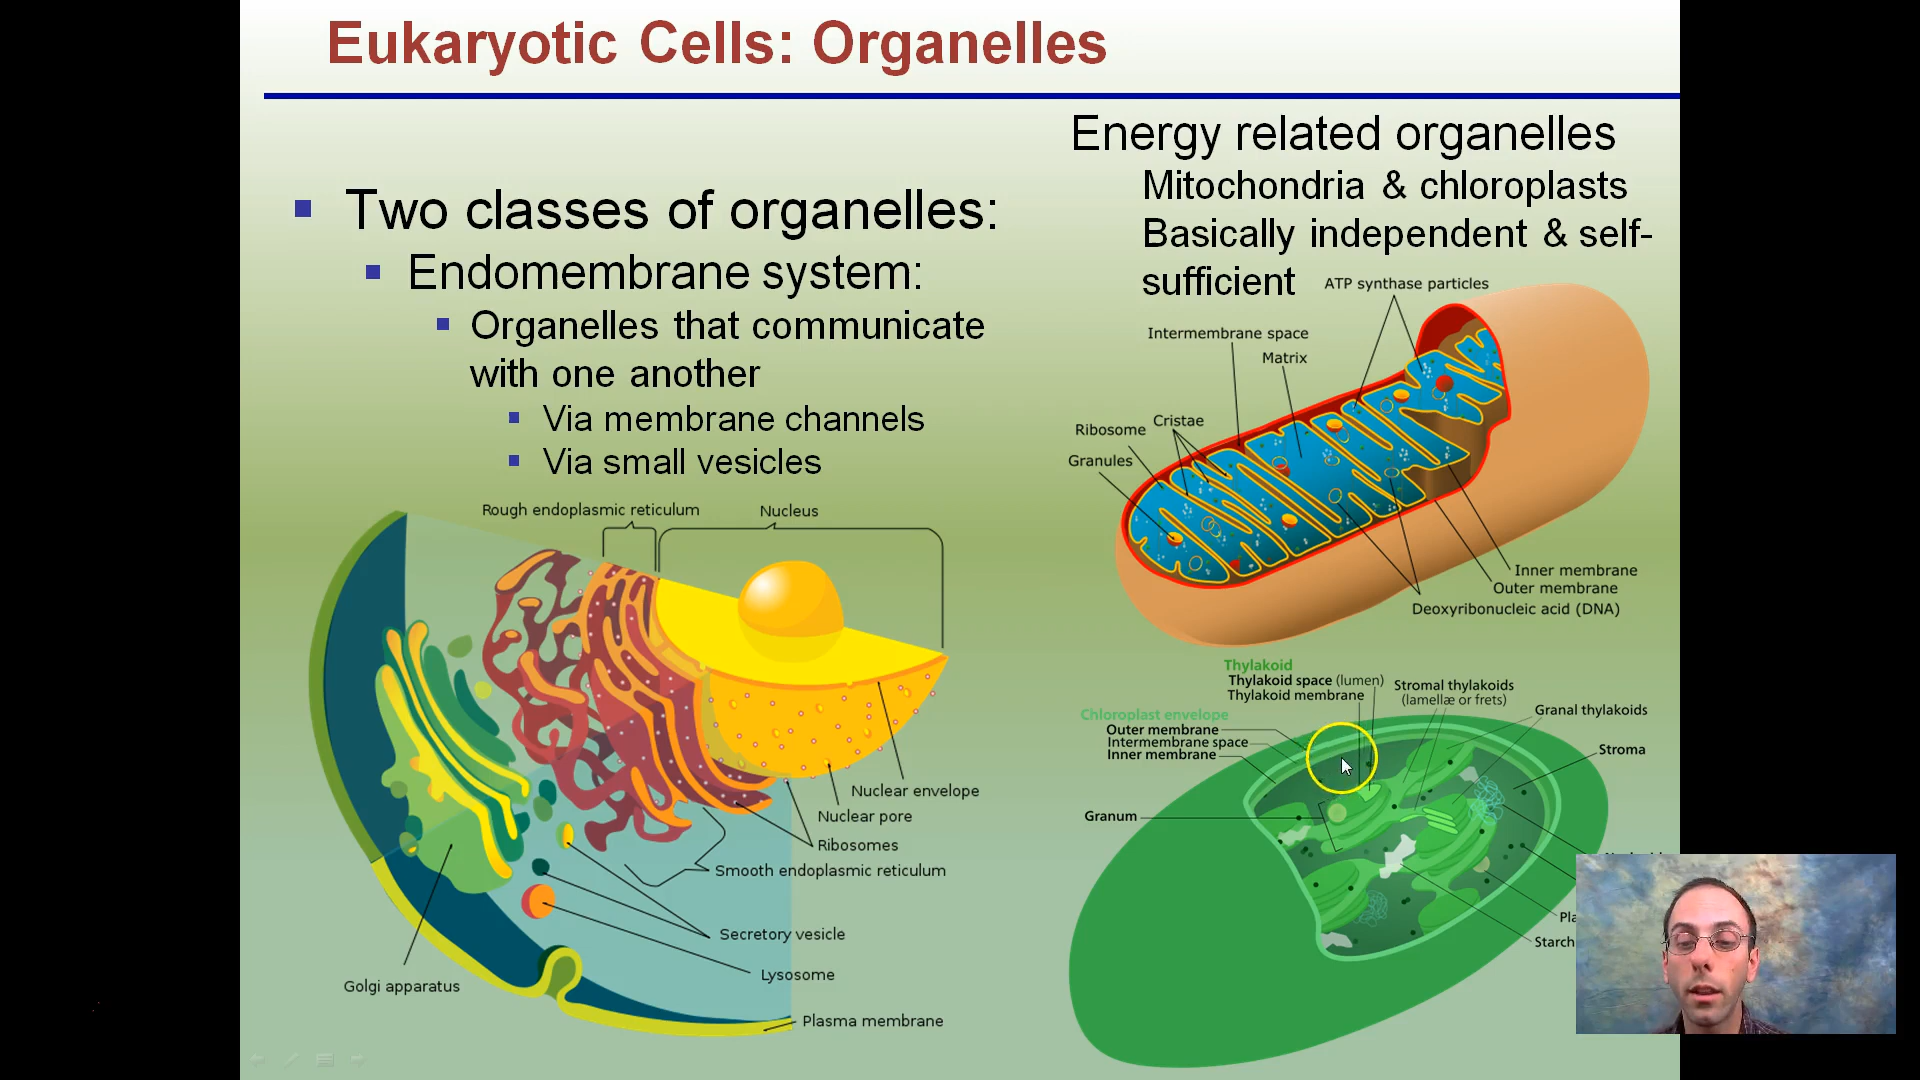 Eukaryotic Cells: Organelles
Two classes of organelles:
Endomembrane system:
Organelles that communicate
with one another
Via membrane channels
Via small vesicles
Energy related organelles
Mitochondria & chloroplasts
Basically independent & self-
sufficient
ATP synthase particles
Intermembrane space
Matrix
Cristae
Ribosome
Granules
Inner membrane
Outer membrane
Deoxyribonucleic acid (DNA)
Rough endoplasmic reticulum
Nucleus
Nuclear envelope
Nuclear pore
Ribosomes
Smooth endoplasmic reticulum
Secretory vesicle
Lysosome
Golgi apparatus
Plasma membrane
Thylakoid
Thylakoid space (lumen)
Thylakoid membrane
Stromal thylakoids
(lamellæ or frets)
Granal thylakoids
Chloroplast envelope
Outer membrane
Intermembrane space
Inner membrane
Stroma
Granum
Starch